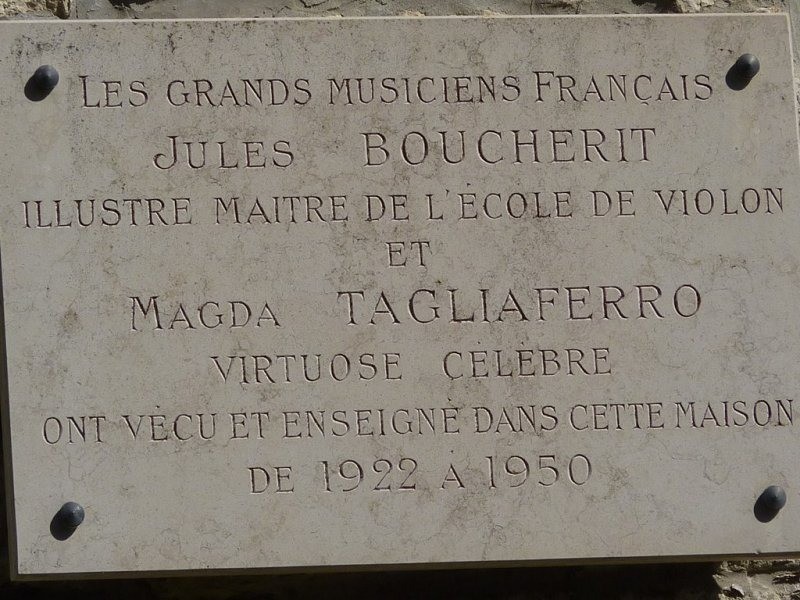 LES GRANDS MUSICIENS FRANÇAIS
JULES BOUCHERIT
ILLUSTRE MAITRE DE L'ÉCOLE DE VIOLON
ET
MAGDA TAGLIAFERRO
VIRTUOSE CÉLÈBRE
ONT VÉCU ET ENSEIGNÉ DANS CETTE MAISON
DE 1922 A 1950